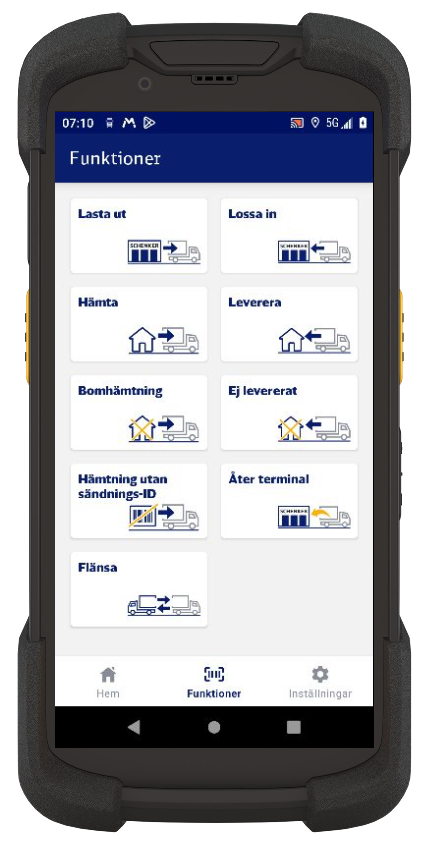 07:10
5G
Funktioner
Lasta ut
Lossa in
SCHENKER
SCHENKER
Hämta
Leverera
Bomhämtning
Ej levererat
Hämtning utan
sändnings-ID
Åter terminal
SCHENKER
Flänsa
Hem
Funktioner
Inställningar